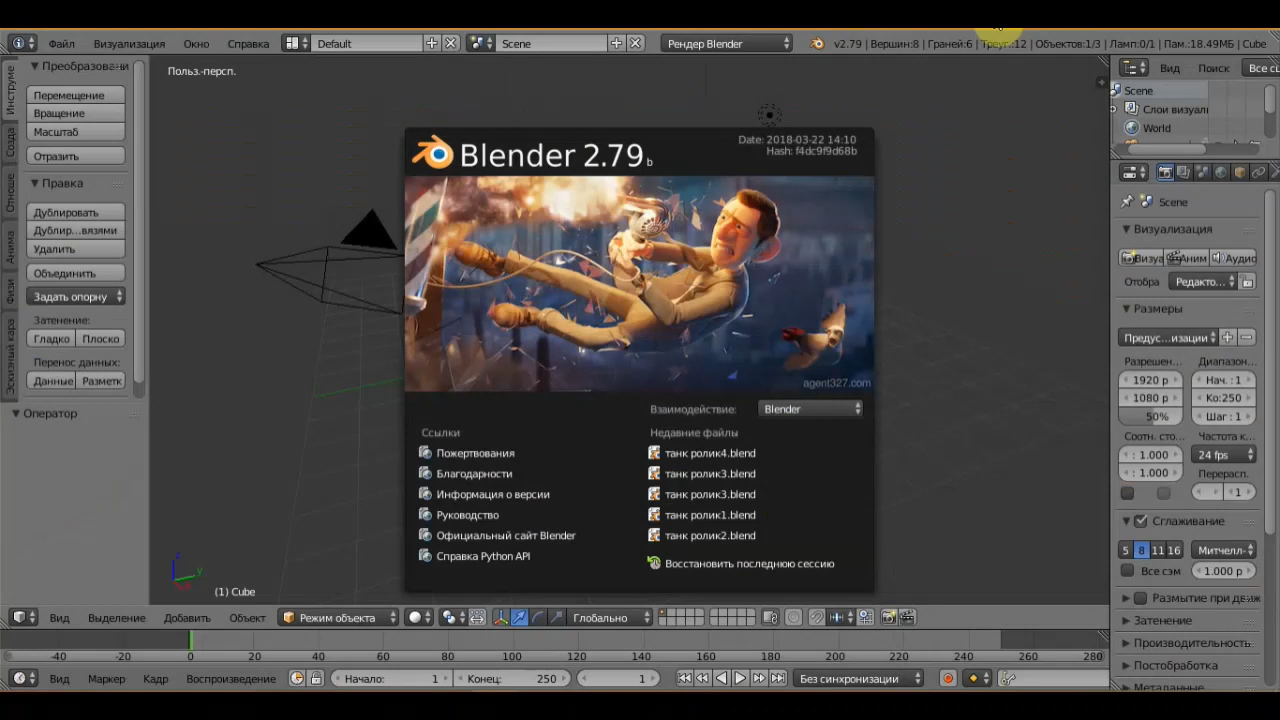 Файл Визуализация Окно Справка Default Scene Рендер Blender v2.79 | Вершин:8 | Граней:6 | Треуг.:12 | Объектов:1/3 | Ламп:0/1 | Пам.:18.49МБ | Cube
Польз.-персп.
Преобразовани
Перемещение
Вращение
Масштаб
Отразить
Правка
Дублировать
Дублир...вязями
Удалить
Объединить
Задать опорну
Затенение:
Гладко Плоско
Перенос данных:
Данные Разметк
Оператор
Инструме
Созда
Отноше
Анима
Физи
Эскизный кара
Blender 2.79 b
Date: 2018-03-22 14:10
Hash: f4dc9f9d68b
agent327.com
Взаимодействие: Blender
Ссылки
Пожертвования
Благодарности
Информация о версии
Руководство
Официальный сайт Blender
Справка Python API
Недавние файлы
танк ролик4.blend
танк ролик3.blend
танк ролик3.blend
танк ролик1.blend
танк ролик2.blend
Восстановить последнюю сессию
z
y
(1) Cube
Вид Выделение Добавить Объект Режим объекта Глобально
-40 -20 0 20 40 60 80 100 120 140 160 180 200 220 240 260 280
Вид Маркер Кадр Воспроизведение Начало: 1 Конец: 250 1 Без синхронизации
Вид Поиск Все сц
Scene
Слои визуал
World
Scene
Визуализация
Визуа Аним Аудио
Отобра Редакто...
Размеры
Предус...изации
Разрешен... Диапазон...
1920 p Нач.: 1
1080 p Ко:250
50% Шаг : 1
Соотн. сто... Частота к...
: 1.000 24 fps
: 1.000 Перерасп.
1
Сглаживание
5 8 11 16 Митчелл-
Все сэм 1.000 p
Размытие при движ
Затенение
Производительность
Постобработка
Метаданные